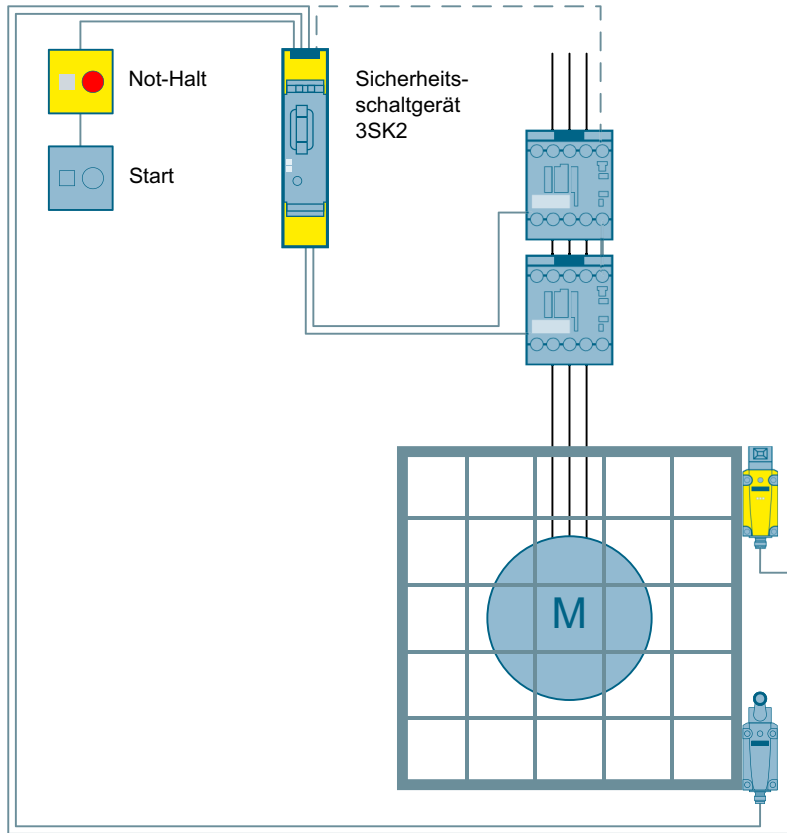 Not-Halt
Start
Sicherheits-
schaltgerät
3SK2
M